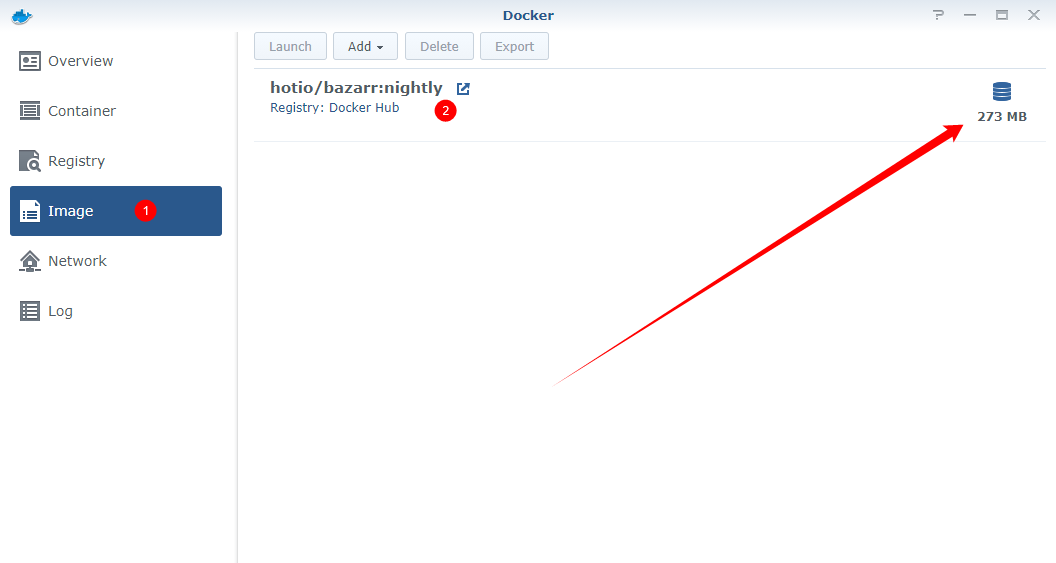 Docker
Overview
Container
Registry
Image 1
Network
Log
Launch Add Delete Export
hotio/bazarr:nightly
Registry: Docker Hub 2
273 MB